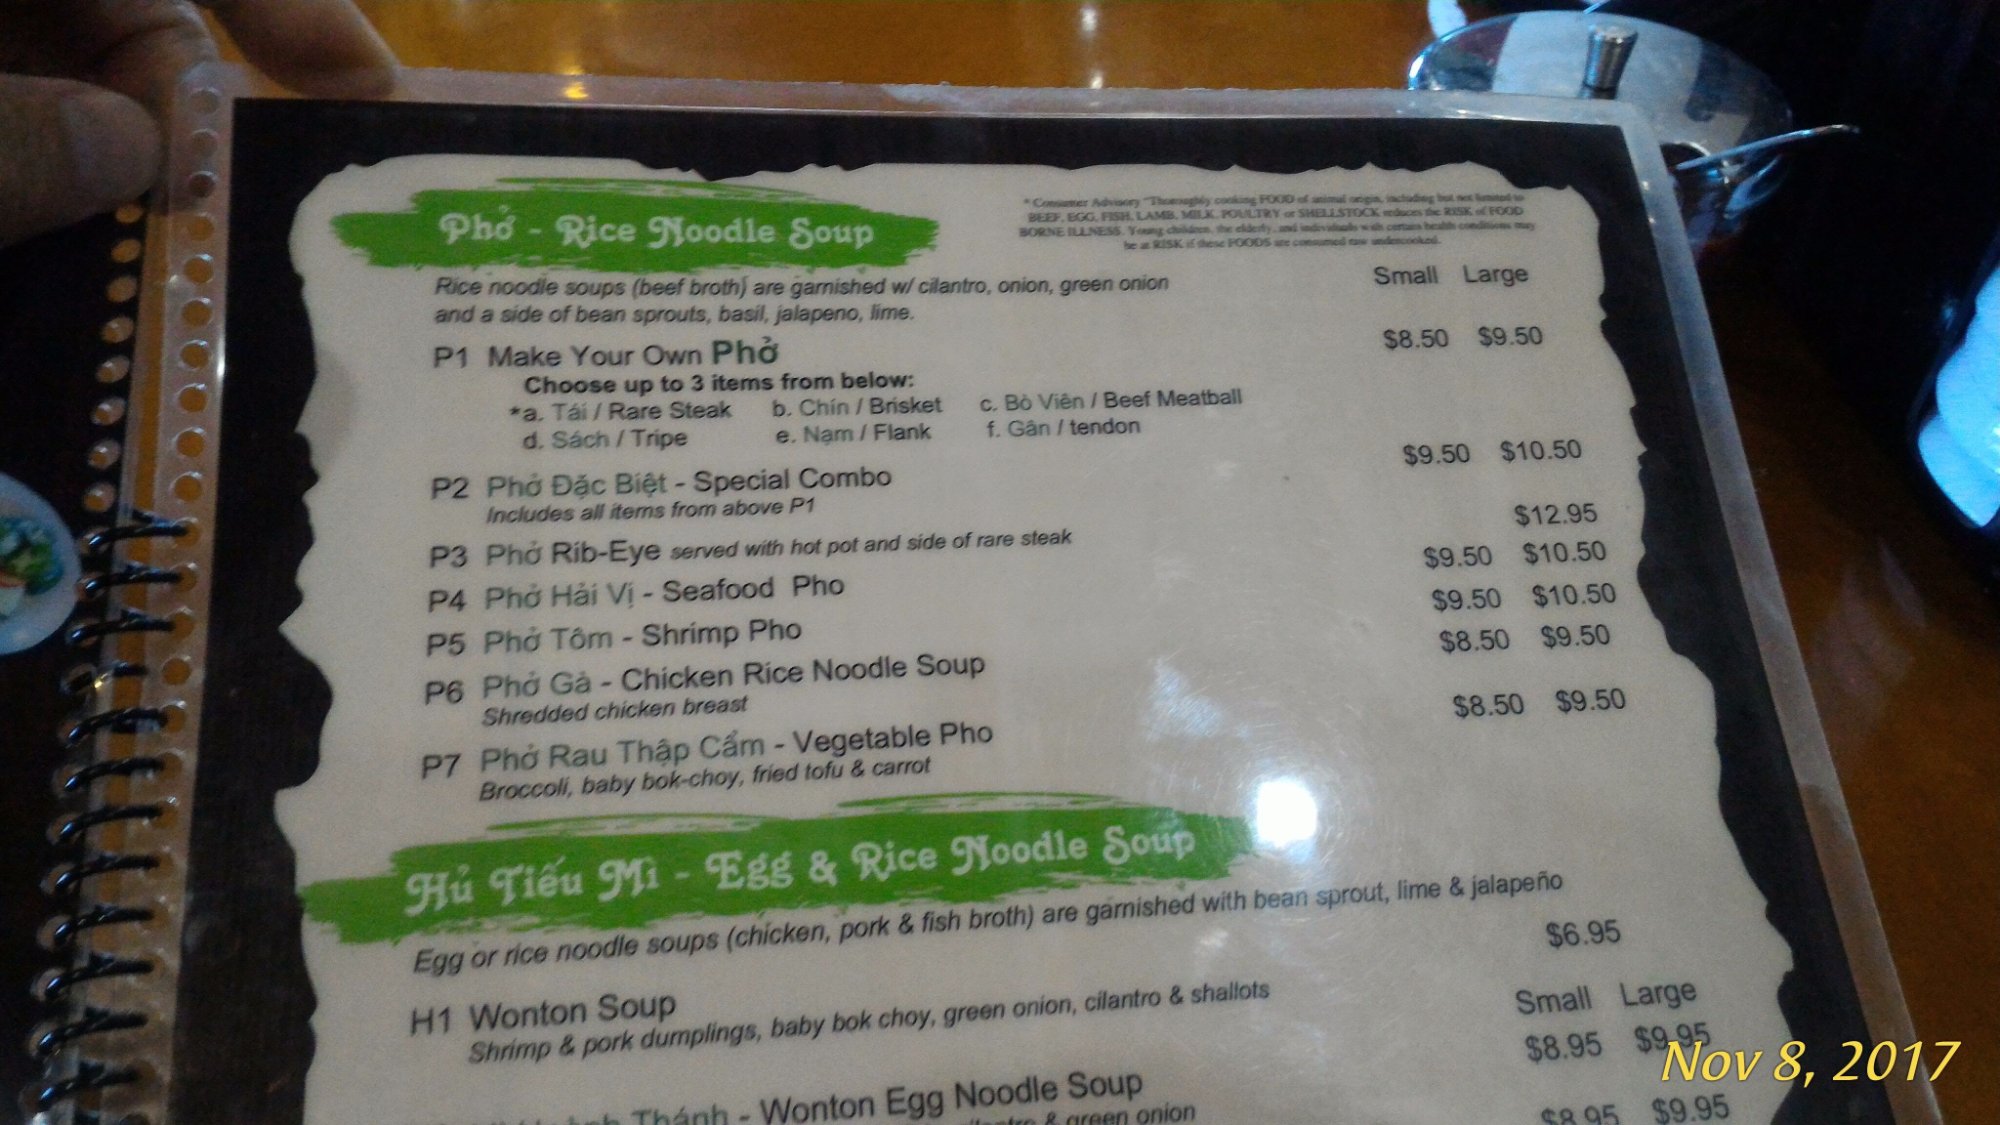 Phở - Rice Noodle Soup
* Consumer Advisory "Thoroughly cooking FOOD of animal origin, including but not limited to
BEEF, EGG, FISH, LAMB, MILK, POULTRY or SHELLSTOCK reduces the RISK of FOOD
BORNE ILLNESS. Young children, the elderly, and individuals with certain health conditions may
be at RISK if these FOODS are consumed raw undercooked.
Rice noodle soups (beef broth) are garnished w/ cilantro, onion, green onion
and a side of bean sprouts, basil, jalapeno, lime.
Small Large
P1 Make Your Own Phở $8.50 $9.50
Choose up to 3 items from below:
*a. Tái / Rare Steak b. Chín / Brisket c. Bò Viên / Beef Meatball
d. Sách / Tripe e. Nạm / Flank f. Gân / tendon
P2 Phở Đặc Biệt - Special Combo $9.50 $10.50
Includes all items from above P1
P3 Phở Rib-Eye served with hot pot and side of rare steak $12.95
P4 Phở Hải Vị - Seafood Pho $9.50 $10.50
P5 Phở Tôm - Shrimp Pho $9.50 $10.50
P6 Phở Gà - Chicken Rice Noodle Soup $8.50 $9.50
Shredded chicken breast
P7 Phở Rau Thập Cẩm - Vegetable Pho $8.50 $9.50
Broccoli, baby bok-choy, fried tofu & carrot
Hủ Tiếu Mì - Egg & Rice Noodle Soup
Egg or rice noodle soups (chicken, pork & fish broth) are garnished with bean sprout, lime & jalapeño
H1 Wonton Soup $6.95
Shrimp & pork dumplings, baby bok choy, green onion, cilantro & shallots
Small Large
Thánh - Wonton Egg Noodle Soup $8.95 $9.95
& green onion
$8.95 $9.95
Nov 8, 2017